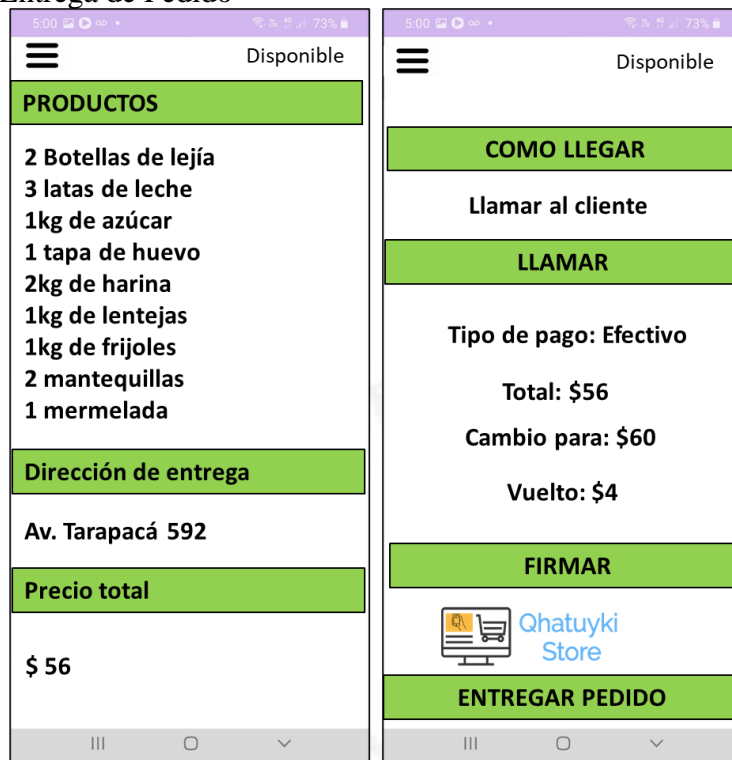 Entrega de Pedido
5:00
73%
Disponible
PRODUCTOS
2 Botellas de lejía
3 latas de leche
1kg de azúcar
1 tapa de huevo
2kg de harina
1kg de lentejas
1kg de frijoles
2 mantequillas
1 mermelada
Dirección de entrega
Av. Tarapacá 592
Precio total
$ 56
5:00
73%
Disponible
COMO LLEGAR
Llamar al cliente
LLAMAR
Tipo de pago: Efectivo
Total: $56
Cambio para: $60
Vuelto: $4
FIRMAR
Qhatuyki
Store
ENTREGAR PEDIDO